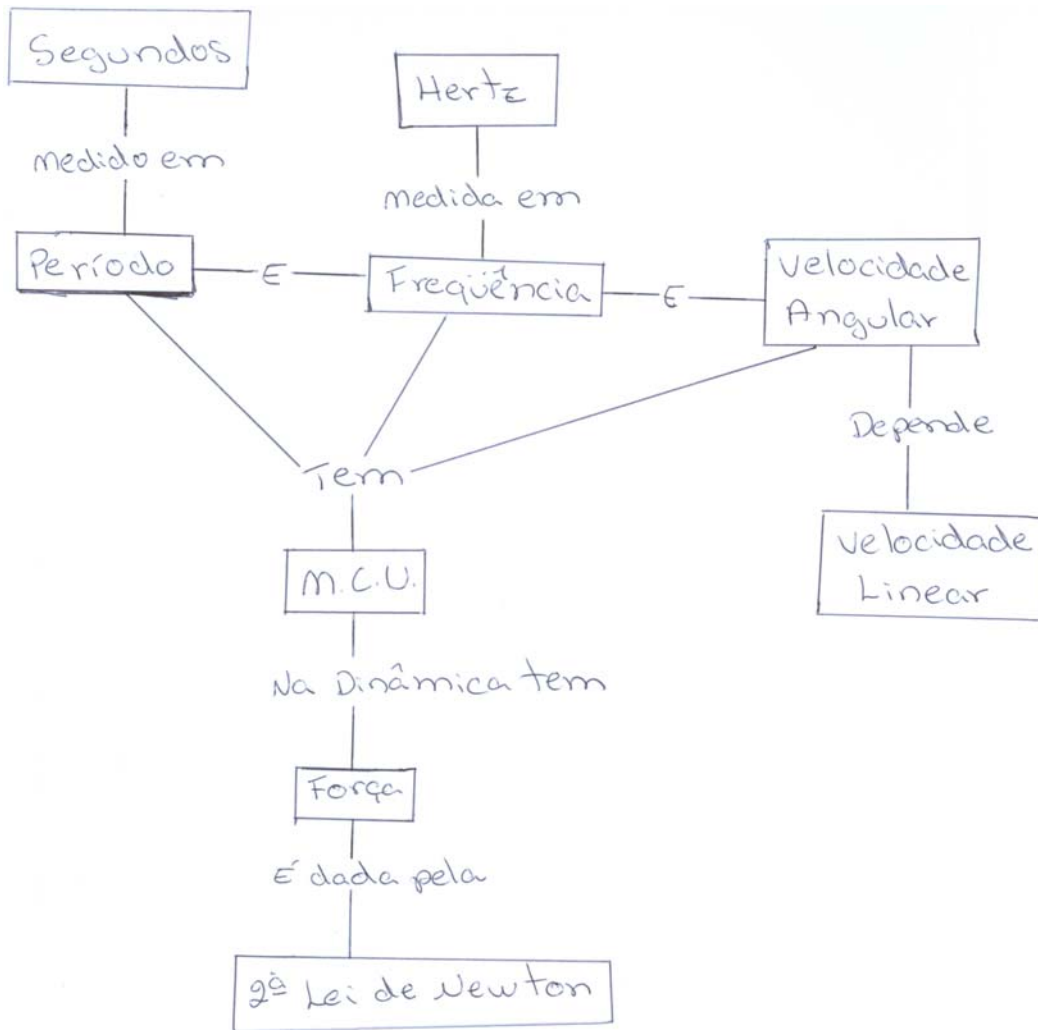 Segundos
Hertz
medido em
medida em
Período
E
Freqüência
E
Velocidade
Angular
Depende
Tem
Velocidade
Linear
M.C.U.
Na Dinâmica tem
Força
É dada pela
2ª Lei de Newton